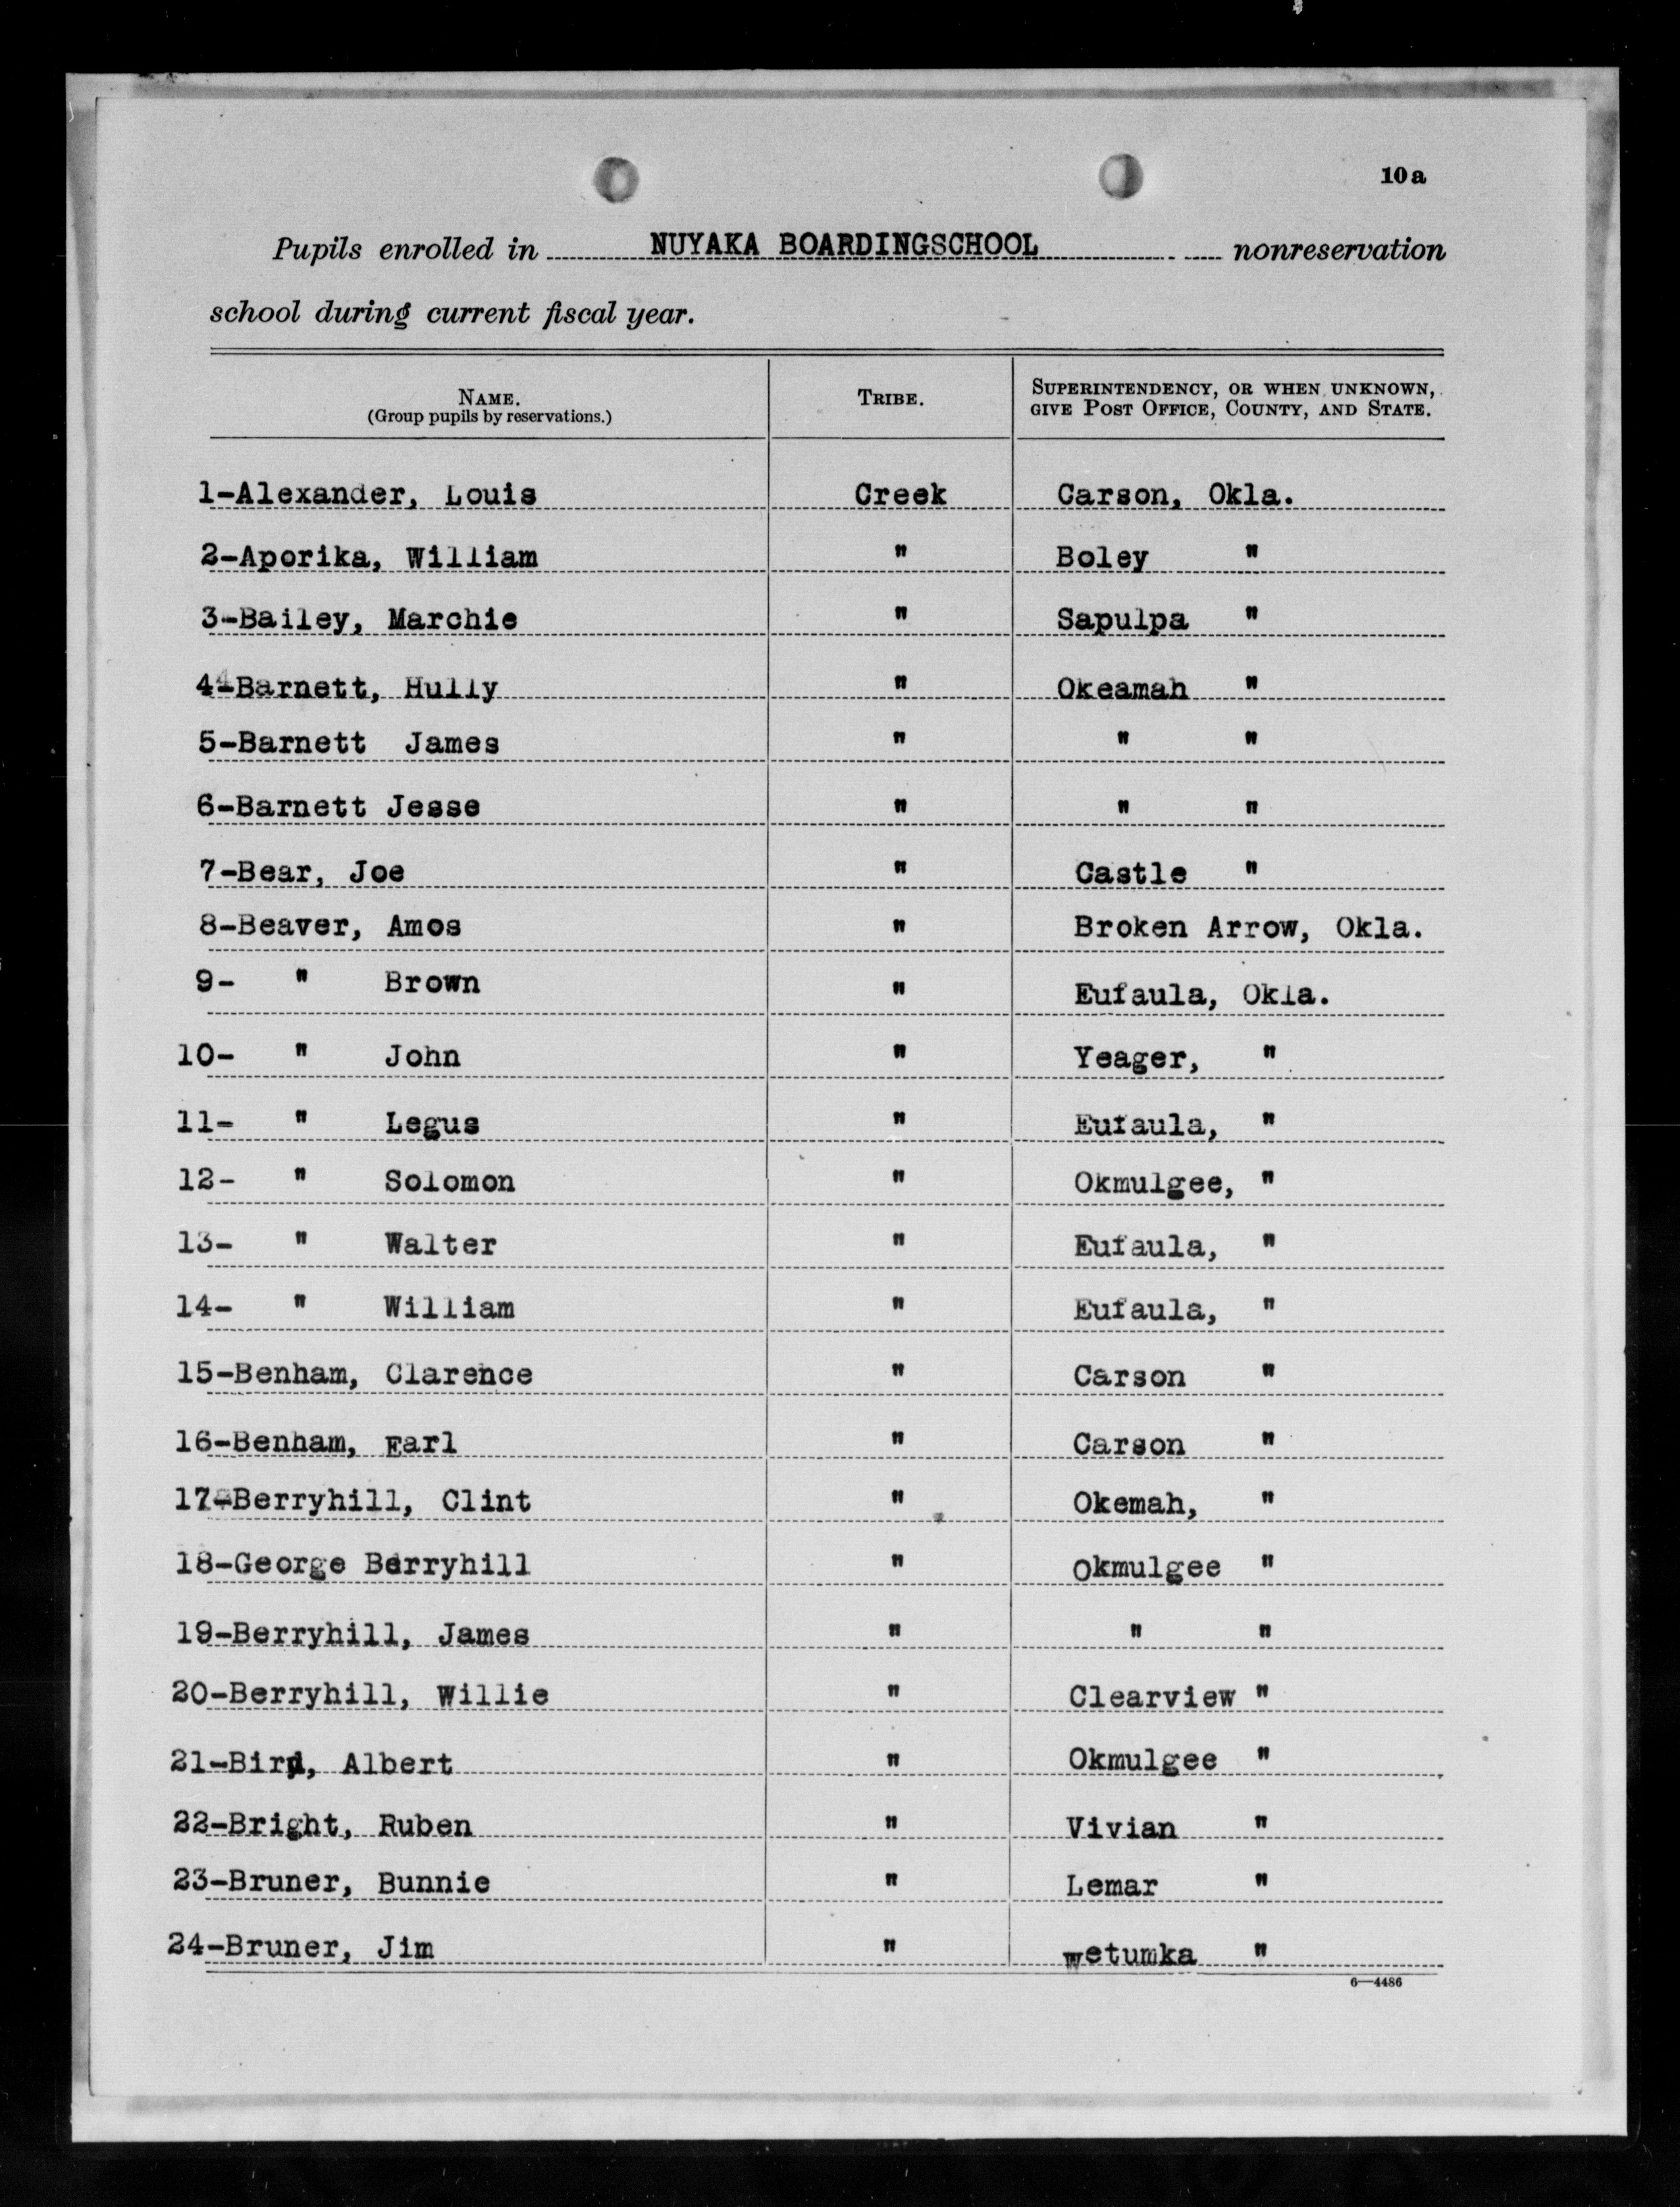 10a
Pupils enrolled in NUYAKA BOARDINGSCHOOL nonreservation
school during current fiscal year.
NAME. TRIBE. SUPERINTENDENCY, OR WHEN UNKNOWN,
(Group pupils by reservations.) GIVE POST OFFICE, COUNTY, AND STATE.
1-Alexander, Louis Creek Carson, Okla.
2-Aporika, William " Boley "
3-Bailey, Marchie " Sapulpa "
4-Barnett, Hully " Okeamah "
5-Barnett James " " "
6-Barnett Jesse " " "
7-Bear, Joe " Castle "
8-Beaver, Amos " Broken Arrow, Okla.
9- " Brown " Eufaula, Okla.
10- " John " Yeager, "
11- " Legus " Eufaula, "
12- " Solomon " Okmulgee, "
13- " Walter " Eufaula, "
14- " William " Eufaula, "
15-Benham, Clarence " Carson "
16-Benham, Earl " Carson "
17-Berryhill, Clint " Okemah, "
18-George Berryhill " Okmulgee "
19-Berryhill, James " " "
20-Berryhill, Willie " Clearview "
21-Bird, Albert " Okmulgee "
22-Bright, Ruben " Vivian "
23-Bruner, Bunnie " Lemar "
24-Bruner, Jim " wetumka "
6—4486